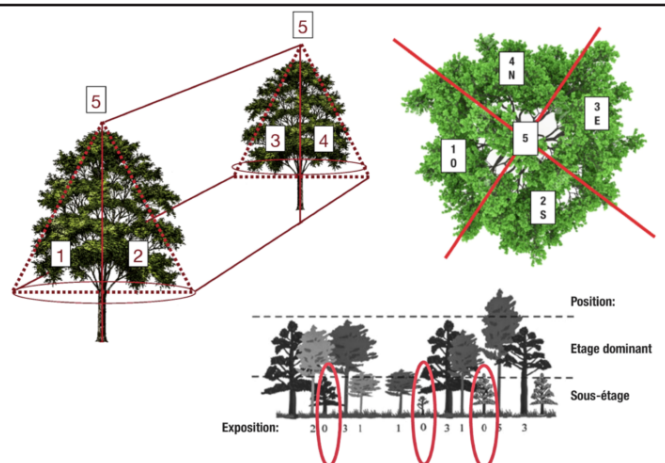 5
5
3 4
1 2
4
N
3
E
1
O
5
2
S
Position:
Etage dominant
Sous-étage
Exposition: 2 0 3 1 1 0 3 1 0 5 3